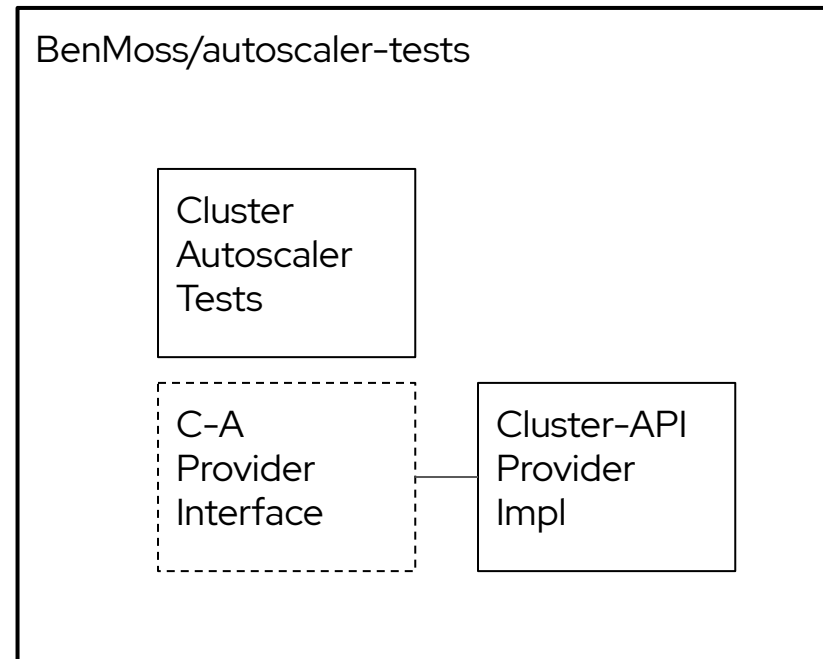 BenMoss/autoscaler-tests
Cluster
Autoscaler
Tests
C-A
Provider
Interface
Cluster-API
Provider
Impl